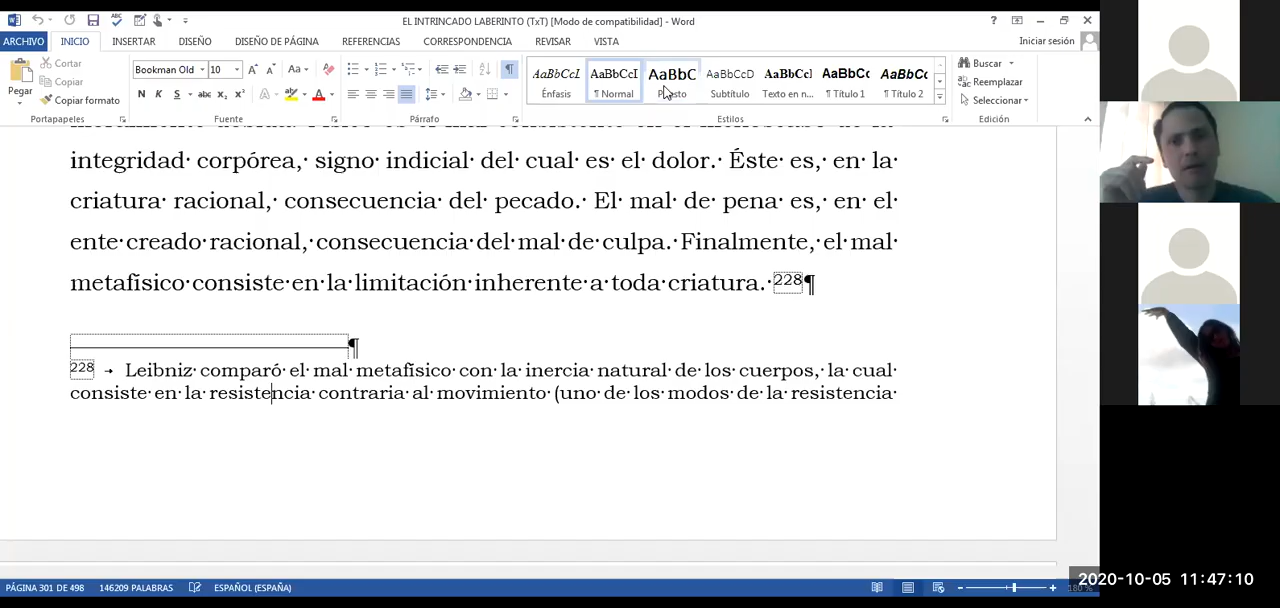 EL INTRINCADO LABERINTO (TxT) [Modo de compatibilidad] - Word
ARCHIVO INICIO INSERTAR DISEÑO DISEÑO DE PÁGINA REFERENCIAS CORRESPONDENCIA REVISAR VISTA Iniciar sesión
Pegar Cortar Copiar Copiar formato
Bookman Old 10
AaBbCcI AaBbCcI AaBbC AaBbCcD AaBbCcl AaBbCc AaBbCc
Énfasis ¶ Normal Subtítulo Texto en n... ¶ Título 1 ¶ Título 2
Buscar Reemplazar Seleccionar
Portapapeles Fuente Párrafo Estilos Edición
integridad corpórea, signo indicial del cual es el dolor. Éste es, en la
criatura racional, consecuencia del pecado. El mal de pena es, en el
ente creado racional, consecuencia del mal de culpa. Finalmente, el mal
metafísico consiste en la limitación inherente a toda criatura. 228¶
¶
228 → Leibniz comparó el mal metafísico con la inercia natural de los cuerpos, la cual
consiste en la resistencia contraria al movimiento (uno de los modos de la resistencia
PÁGINA 301 DE 498 146209 PALABRAS ESPAÑOL (ESPAÑA) 180 %
2020-10-05 11:47:10